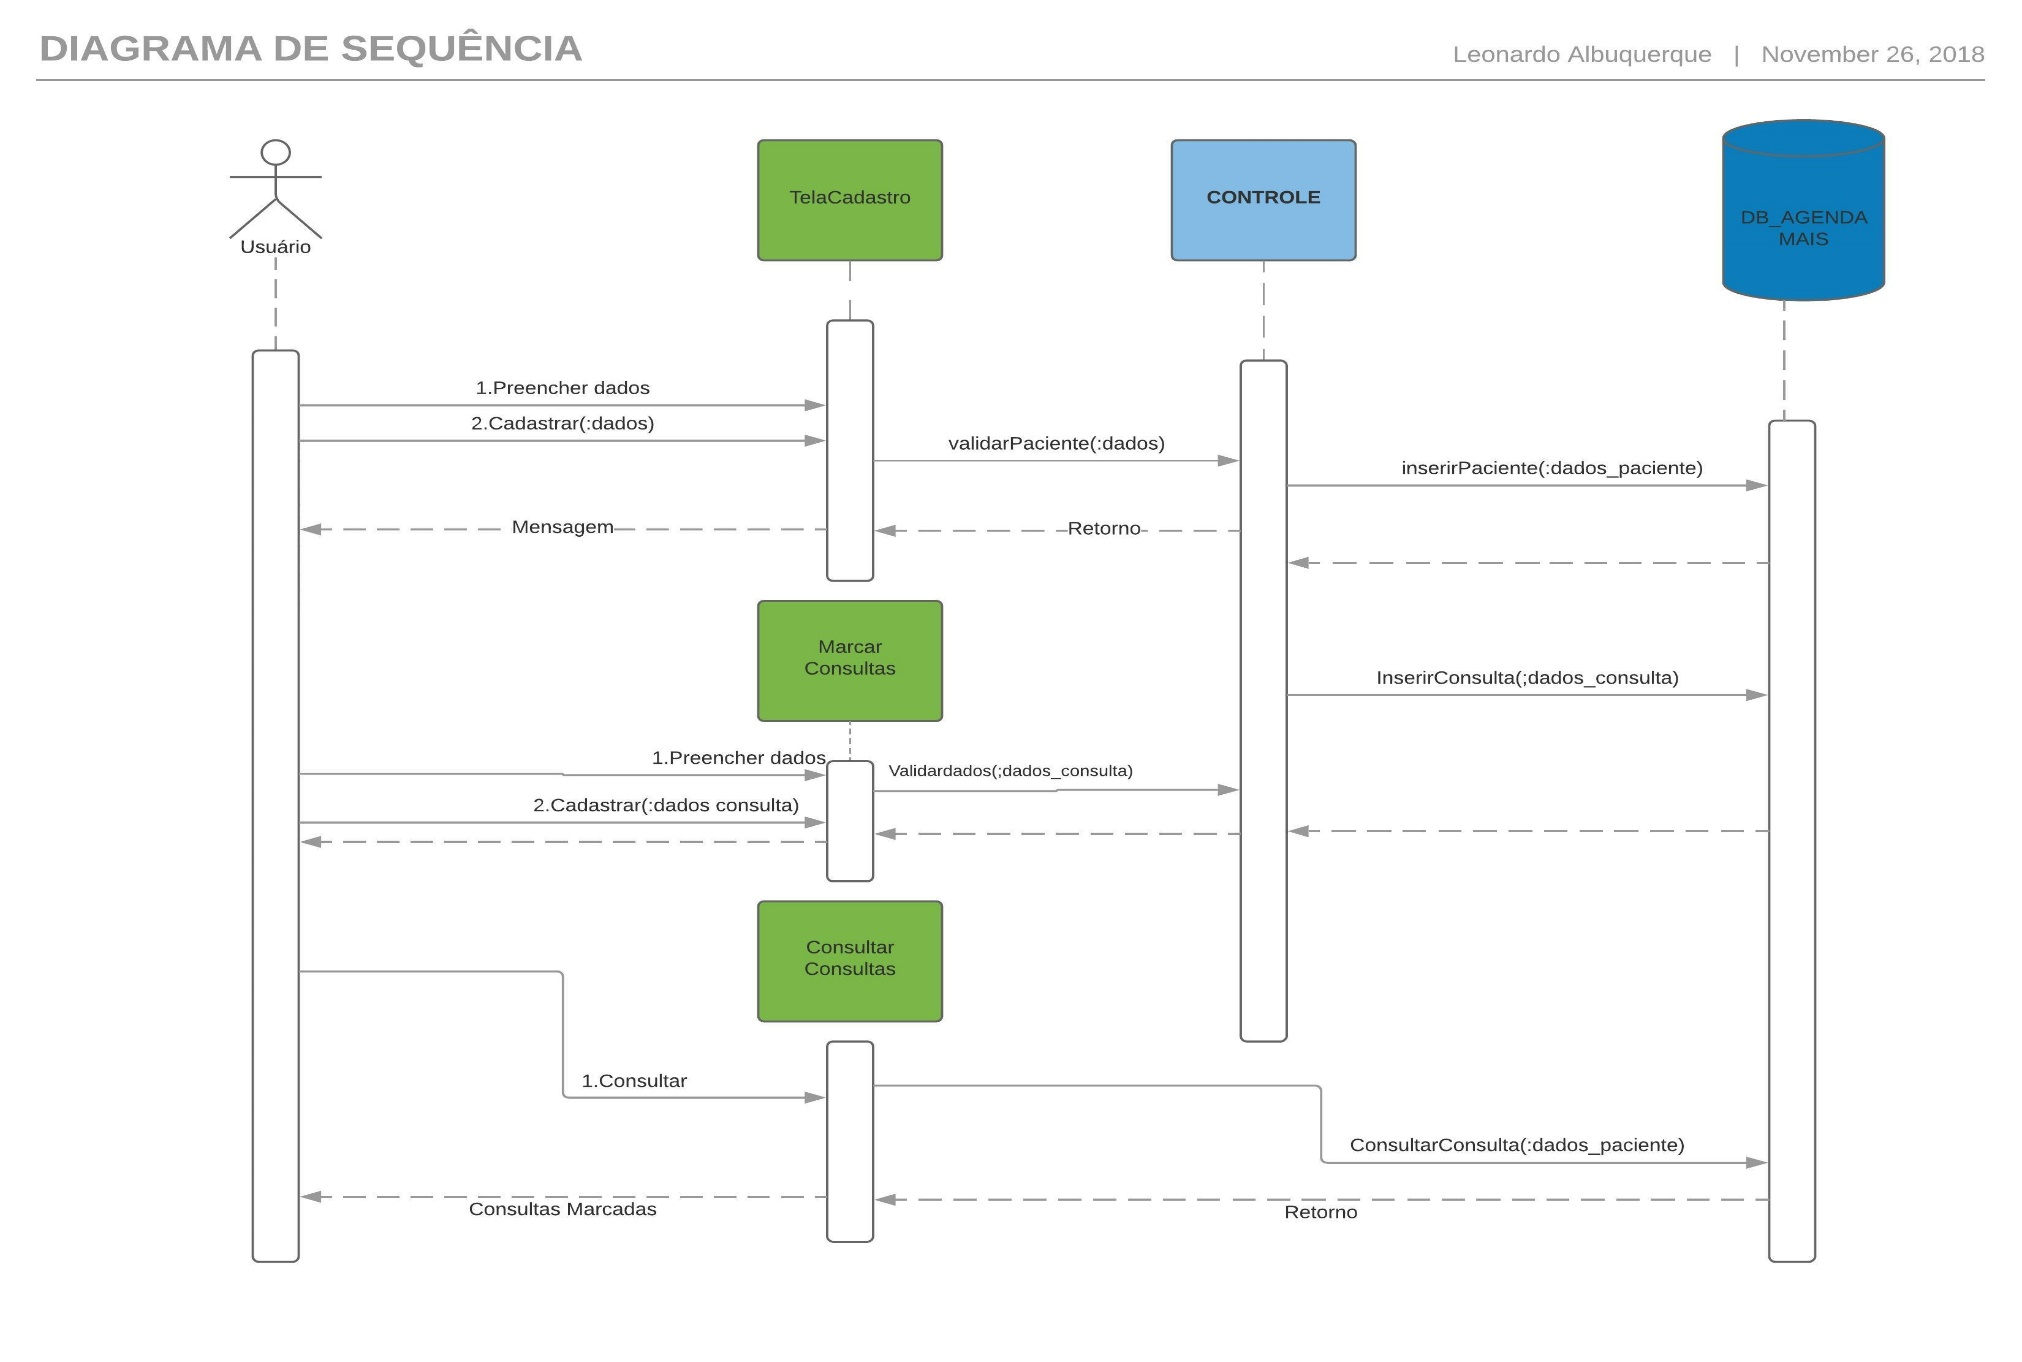 DIAGRAMA DE SEQUÊNCIA
Leonardo Albuquerque | November 26, 2018
Usuário
TelaCadastro
CONTROLE
DB_AGENDA
MAIS
1.Preencher dados
2.Cadastrar(:dados)
validarPaciente(:dados)
inserirPaciente(:dados_paciente)
Mensagem
Retorno
Marcar
Consultas
InserirConsulta(;dados_consulta)
1.Preencher dados
Validardados(;dados_consulta)
2.Cadastrar(:dados consulta)
Consultar
Consultas
1.Consultar
ConsultarConsulta(:dados_paciente)
Consultas Marcadas
Retorno